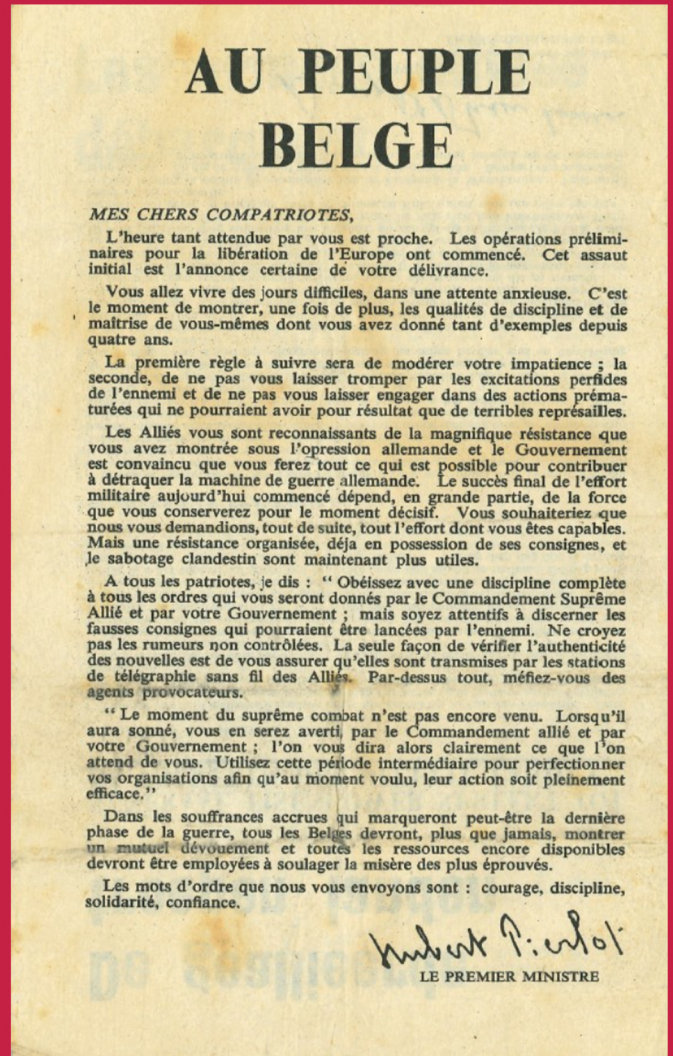 AU PEUPLE
BELGE
MES CHERS COMPATRIOTES,
L'heure tant attendue par vous est proche. Les opérations prélimi-
naires pour la libération de l'Europe ont commencé. Cet assaut
initial est l'annonce certaine de votre délivrance.
Vous allez vivre des jours difficiles, dans une attente anxieuse. C'est
le moment de montrer, une fois de plus, les qualités de discipline et de
maîtrise de vous-mêmes dont vous avez donné tant d'exemples depuis
quatre ans.
La première règle à suivre sera de modérer votre impatience ; la
seconde, de ne pas vous laisser tromper par les excitations perfides
de l'ennemi et de ne pas vous laisser engager dans des actions préma-
turées qui ne pourraient avoir pour résultat que de terribles représailles.
Les Alliés vous sont reconnaissants de la magnifique résistance que
vous avez montrée sous l'opression allemande et le Gouvernement
est convaincu que vous ferez tout ce qui est possible pour contribuer
à détraquer la machine de guerre allemande. Le succès final de l'effort
militaire aujourd'hui commencé dépend, en grande partie, de la force
que vous conserverez pour le moment décisif. Vous souhaiteriez que
nous vous demandions, tout de suite, tout l'effort dont vous êtes capables.
Mais une résistance organisée, déja en possession de ses consignes, et
le sabotage clandestin sont maintenant plus utiles.
A tous les patriotes, je dis : “ Obéissez avec une discipline complète
à tous les ordres qui vous seront donnés par le Commandement Suprême
Allié et par votre Gouvernement ; mais soyez attentifs à discerner les
fausses consignes qui pourraient être lancées par l'ennemi. Ne croyez
pas les rumeurs non contrôlées. La seule façon de vérifier l'authenticité
des nouvelles est de vous assurer qu'elles sont transmises par les stations
de télégraphie sans fil des Alliés. Par-dessus tout, méfiez-vous des
agents provocateurs.
“ Le moment du suprême combat n'est pas encore venu. Lorsqu'il
aura sonné, vous en serez averti, par le Commandement allié et par
votre Gouvernement ; l'on vous dira alors clairement ce que l'on
attend de vous. Utilisez cette période intermédiaire pour perfectionner
vos organisations afin qu'au moment voulu, leur action soit pleinement
efficace.”
Dans les souffrances accrues qui marqueront peut-être la dernière
phase de la guerre, tous les Belges devront, plus que jamais, montrer
un mutuel dévouement et toutes les ressources encore disponibles
devront être employées à soulager la misère des plus éprouvés.
Les mots d'ordre que nous vous envoyons sont : courage, discipline,
solidarité, confiance.
Hubert Pierlot
LE PREMIER MINISTRE